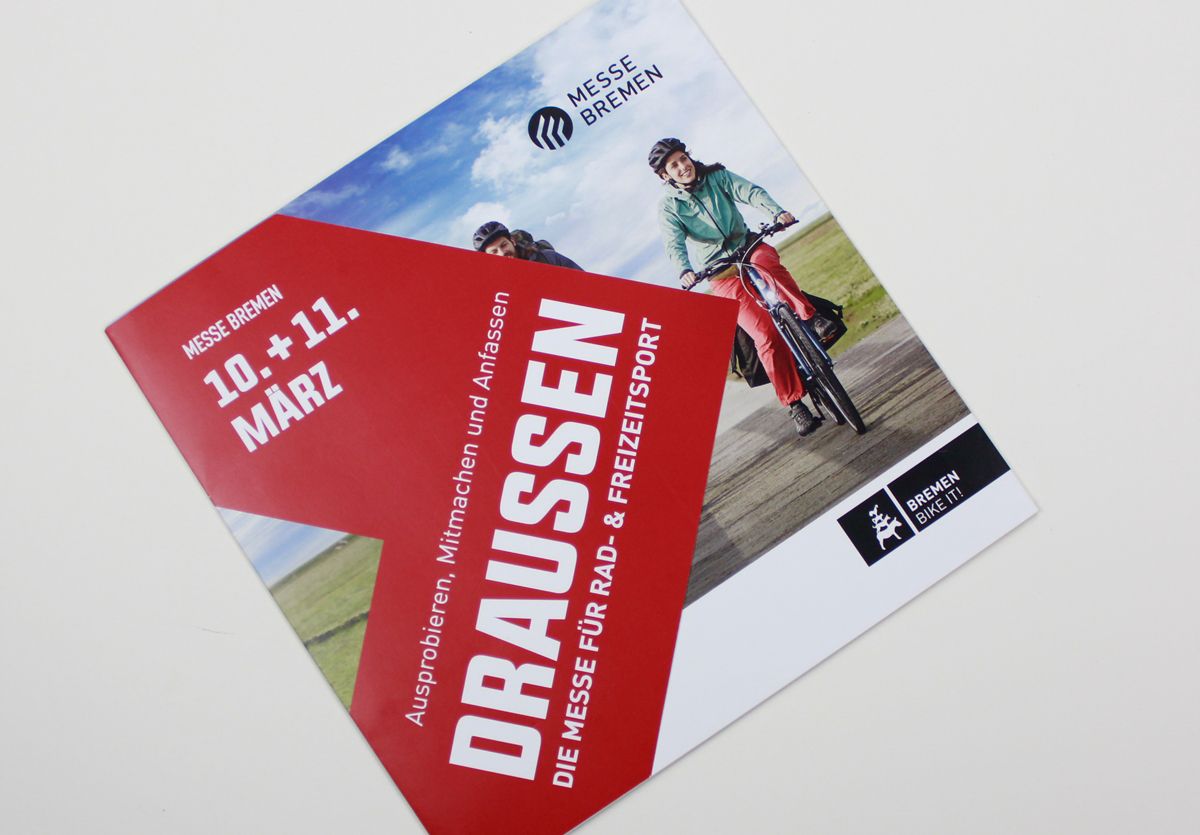 MESSE
BREMEN
MESSE BREMEN
10. + 11.
MÄRZ
Ausprobieren, Mitmachen und Anfassen
DRAUSSEN
DIE MESSE FÜR RAD- & FREIZEITSPORT
BREMEN
BIKE IT!